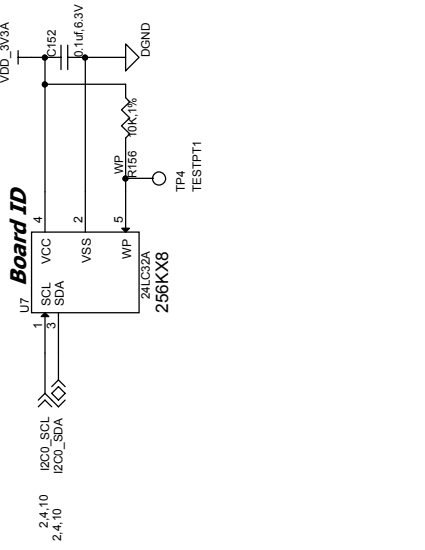 Board ID
VDD_3V3A
C152
0.1uf,6.3V
DGND
10K,1%
R156
WP
TP4
TESTPT1
4
2
5
U7
VCC
VSS
WP
SCL
SDA
24LC32A
256KX8
1
3
I2C0_SCL
I2C0_SDA
2,4,10
2,4,10